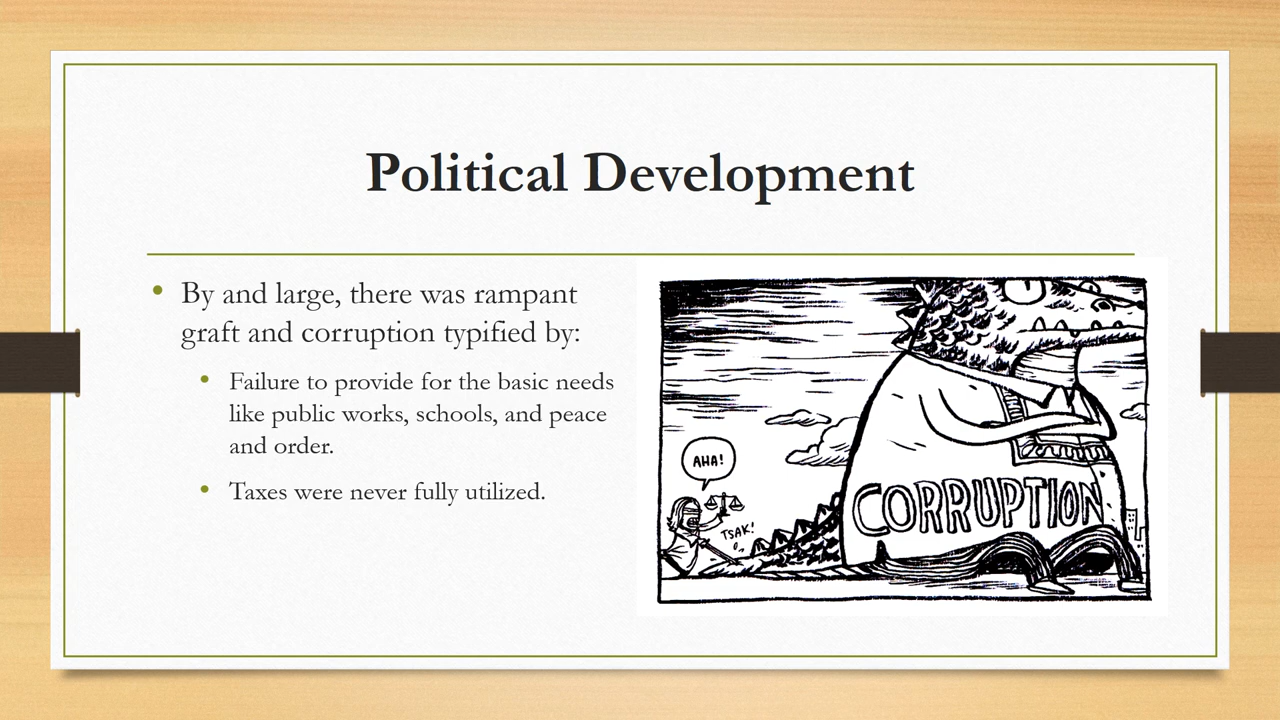 Political Development
• By and large, there was rampant
graft and corruption typified by:
• Failure to provide for the basic needs
like public works, schools, and peace
and order.
• Taxes were never fully utilized.
AHA!
TSAK!
CORRUPTION